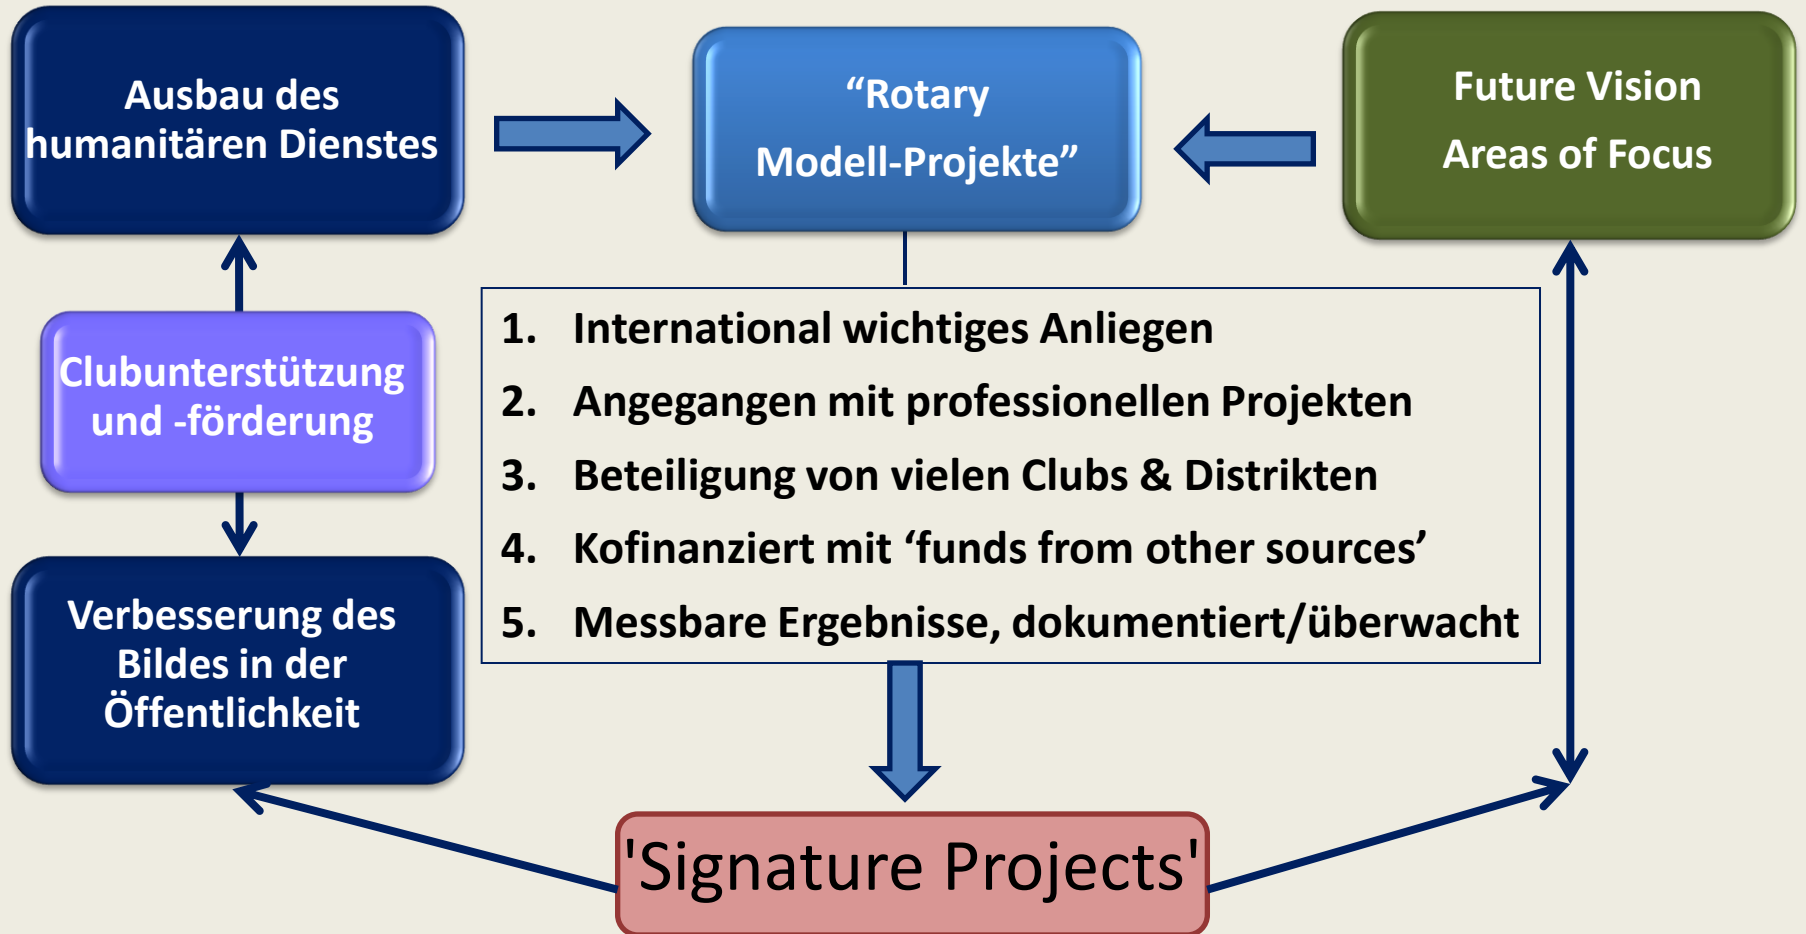 Ausbau des
humanitären Dienstes
“Rotary
Modell-Projekte”
Future Vision
Areas of Focus
Clubunterstützung
und -förderung
1. International wichtiges Anliegen
2. Angegangen mit professionellen Projekten
3. Beteiligung von vielen Clubs & Distrikten
4. Kofinanziert mit ‘funds from other sources’
5. Messbare Ergebnisse, dokumentiert/überwacht
Verbesserung des
Bildes in der
Öffentlichkeit
'Signature Projects'